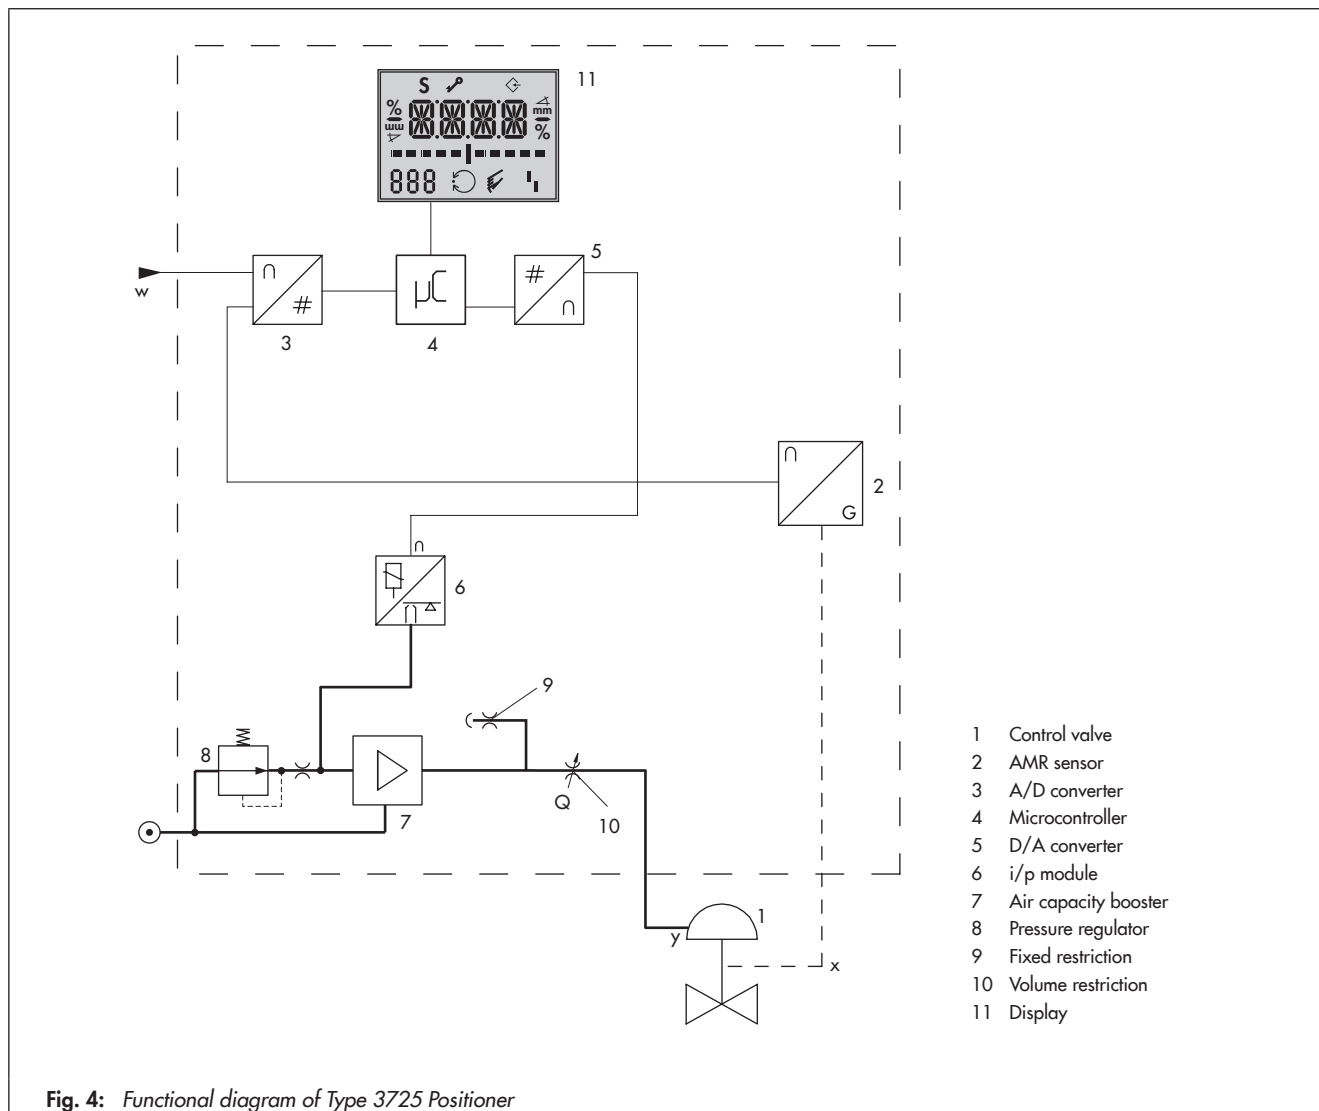 11
S
%
mm
mm
%
888
w
∩
#
3
µC
4
#
∩
5
∩
G
2
∩
6
9
8
7
Q
10
1
y
x
1 Control valve
2 AMR sensor
3 A/D converter
4 Microcontroller
5 D/A converter
6 i/p module
7 Air capacity booster
8 Pressure regulator
9 Fixed restriction
10 Volume restriction
11 Display
Fig. 4: Functional diagram of Type 3725 Positioner